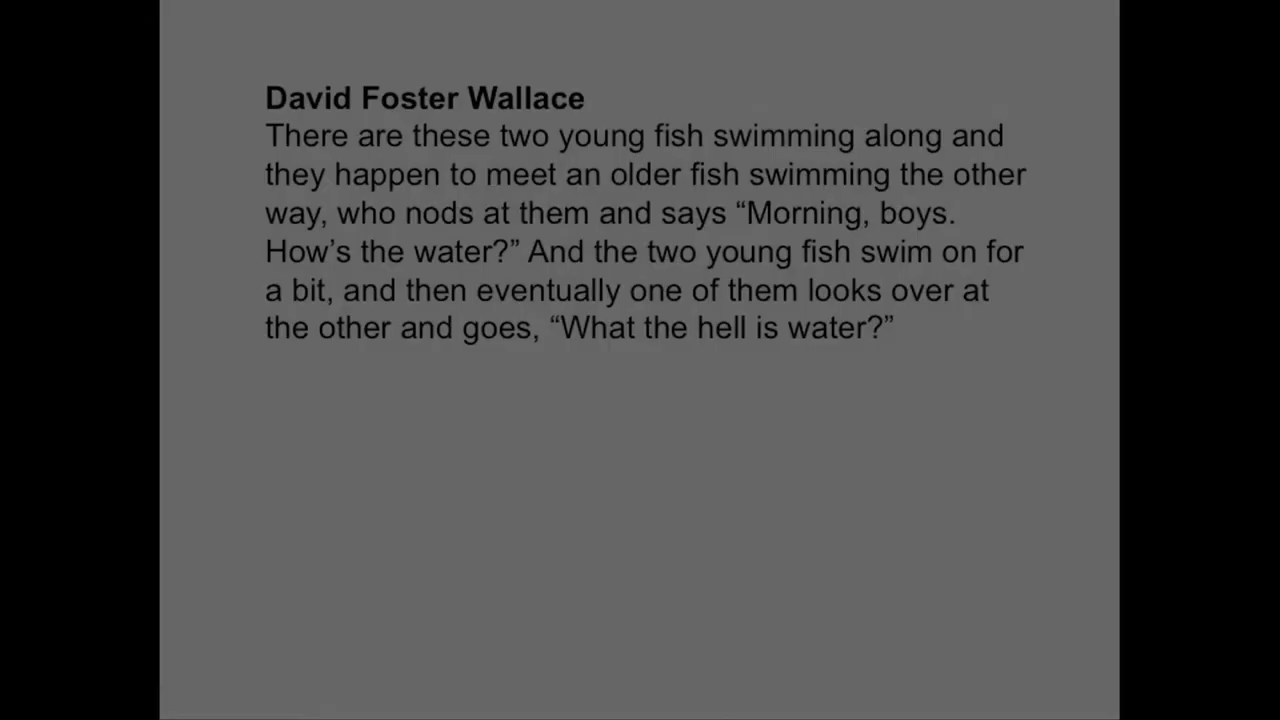 David Foster Wallace
There are these two young fish swimming along and
they happen to meet an older fish swimming the other
way, who nods at them and says “Morning, boys.
How’s the water?” And the two young fish swim on for
a bit, and then eventually one of them looks over at
the other and goes, “What the hell is water?”